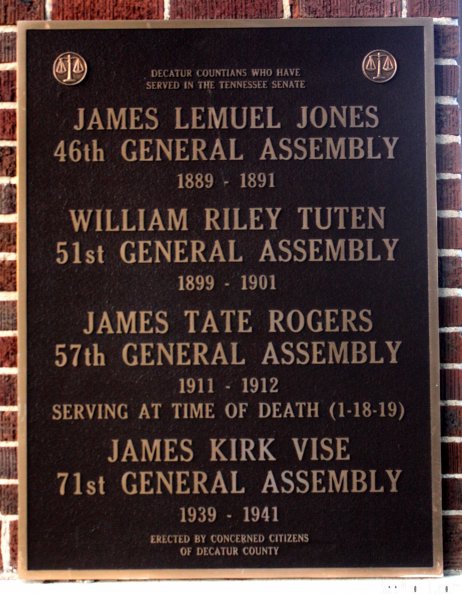 DECATUR COUNTIANS WHO HAVE
SERVED IN THE TENNESSEE SENATE
JAMES LEMUEL JONES
46th GENERAL ASSEMBLY
1889 - 1891
WILLIAM RILEY TUTEN
51st GENERAL ASSEMBLY
1899 - 1901
JAMES TATE ROGERS
57th GENERAL ASSEMBLY
1911 - 1912
SERVING AT TIME OF DEATH (1-18-19)
JAMES KIRK VISE
71st GENERAL ASSEMBLY
1939 - 1941
ERECTED BY CONCERNED CITIZENS
OF DECATUR COUNTY